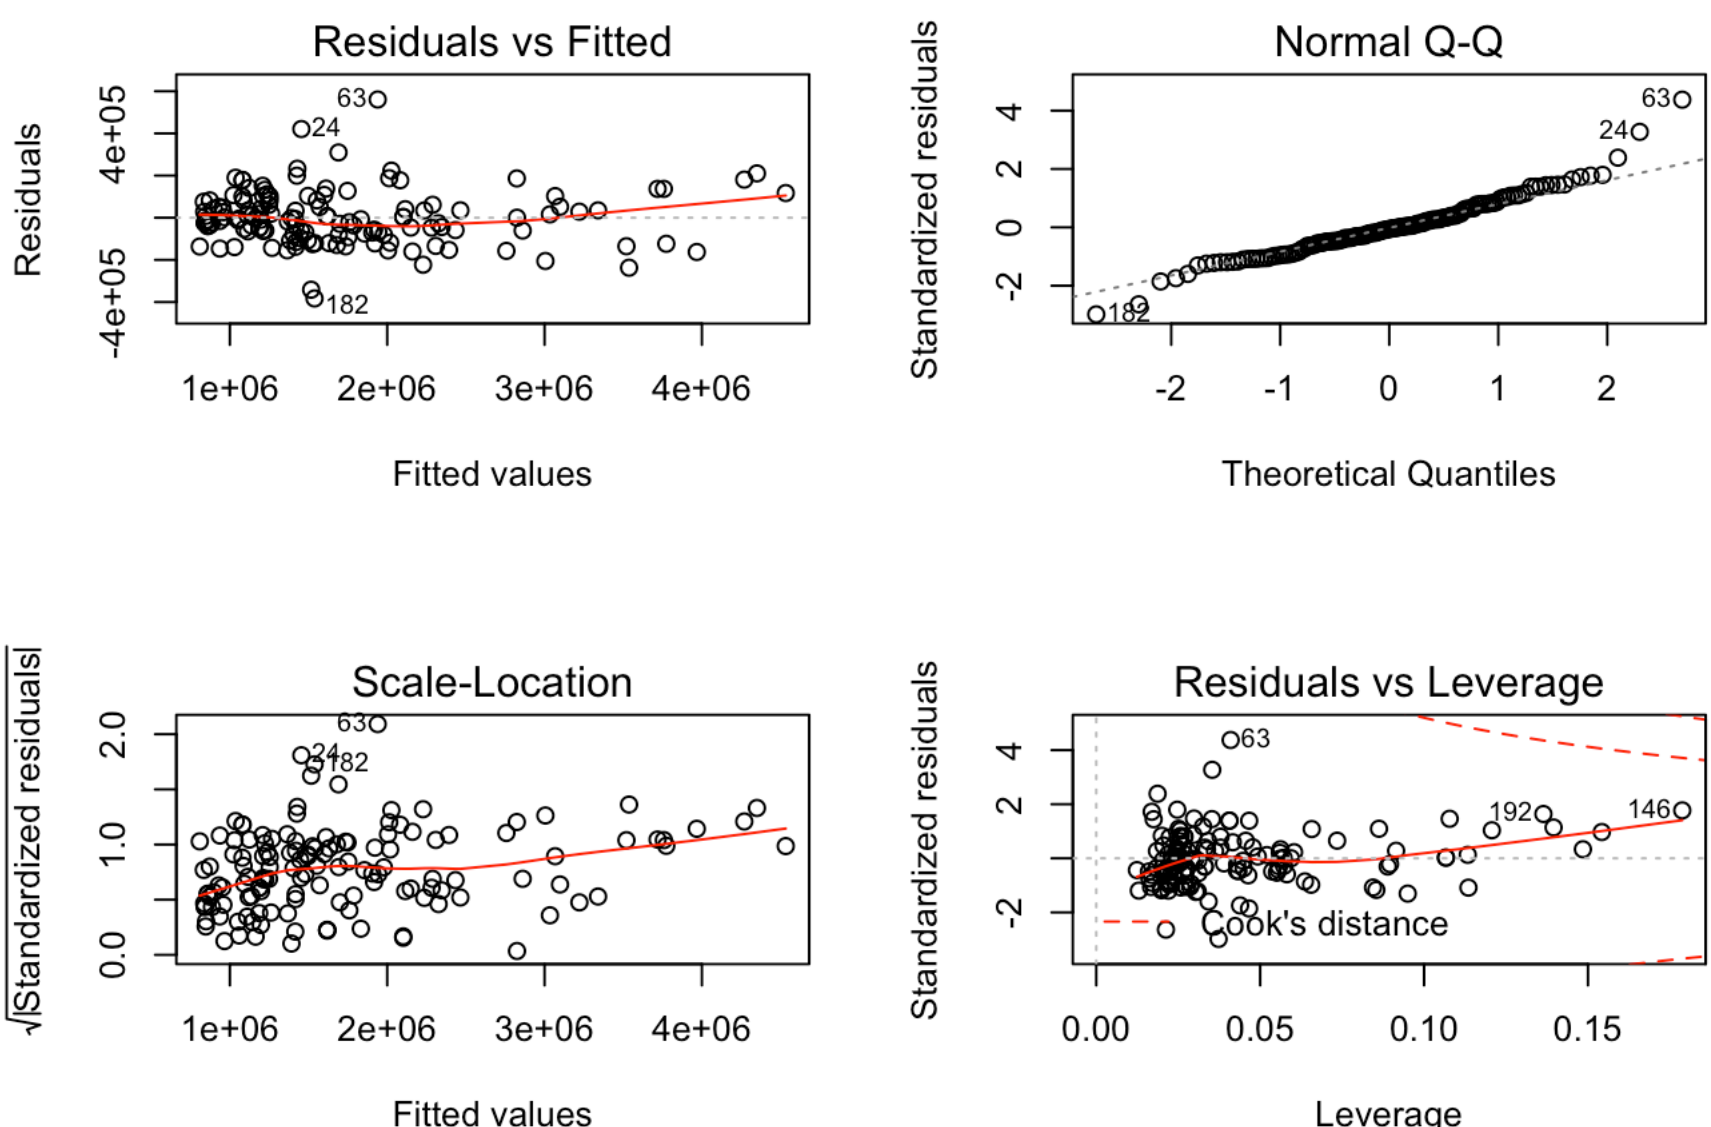 Residuals vs Fitted
Residuals
-4e+05
4e+05
63
24
182
1e+06 2e+06 3e+06 4e+06
Fitted values
Normal Q-Q
Standardized residuals
-2 0 2 4
63
24
182
-2 -1 0 1 2
Theoretical Quantiles
Scale-Location
√|Standardized residuals|
0.0 1.0 2.0
63
24
182
1e+06 2e+06 3e+06 4e+06
Fitted values
Residuals vs Leverage
Standardized residuals
-2 0 2 4
63
192
146
Cook's distance
0.00 0.05 0.10 0.15
Leverage